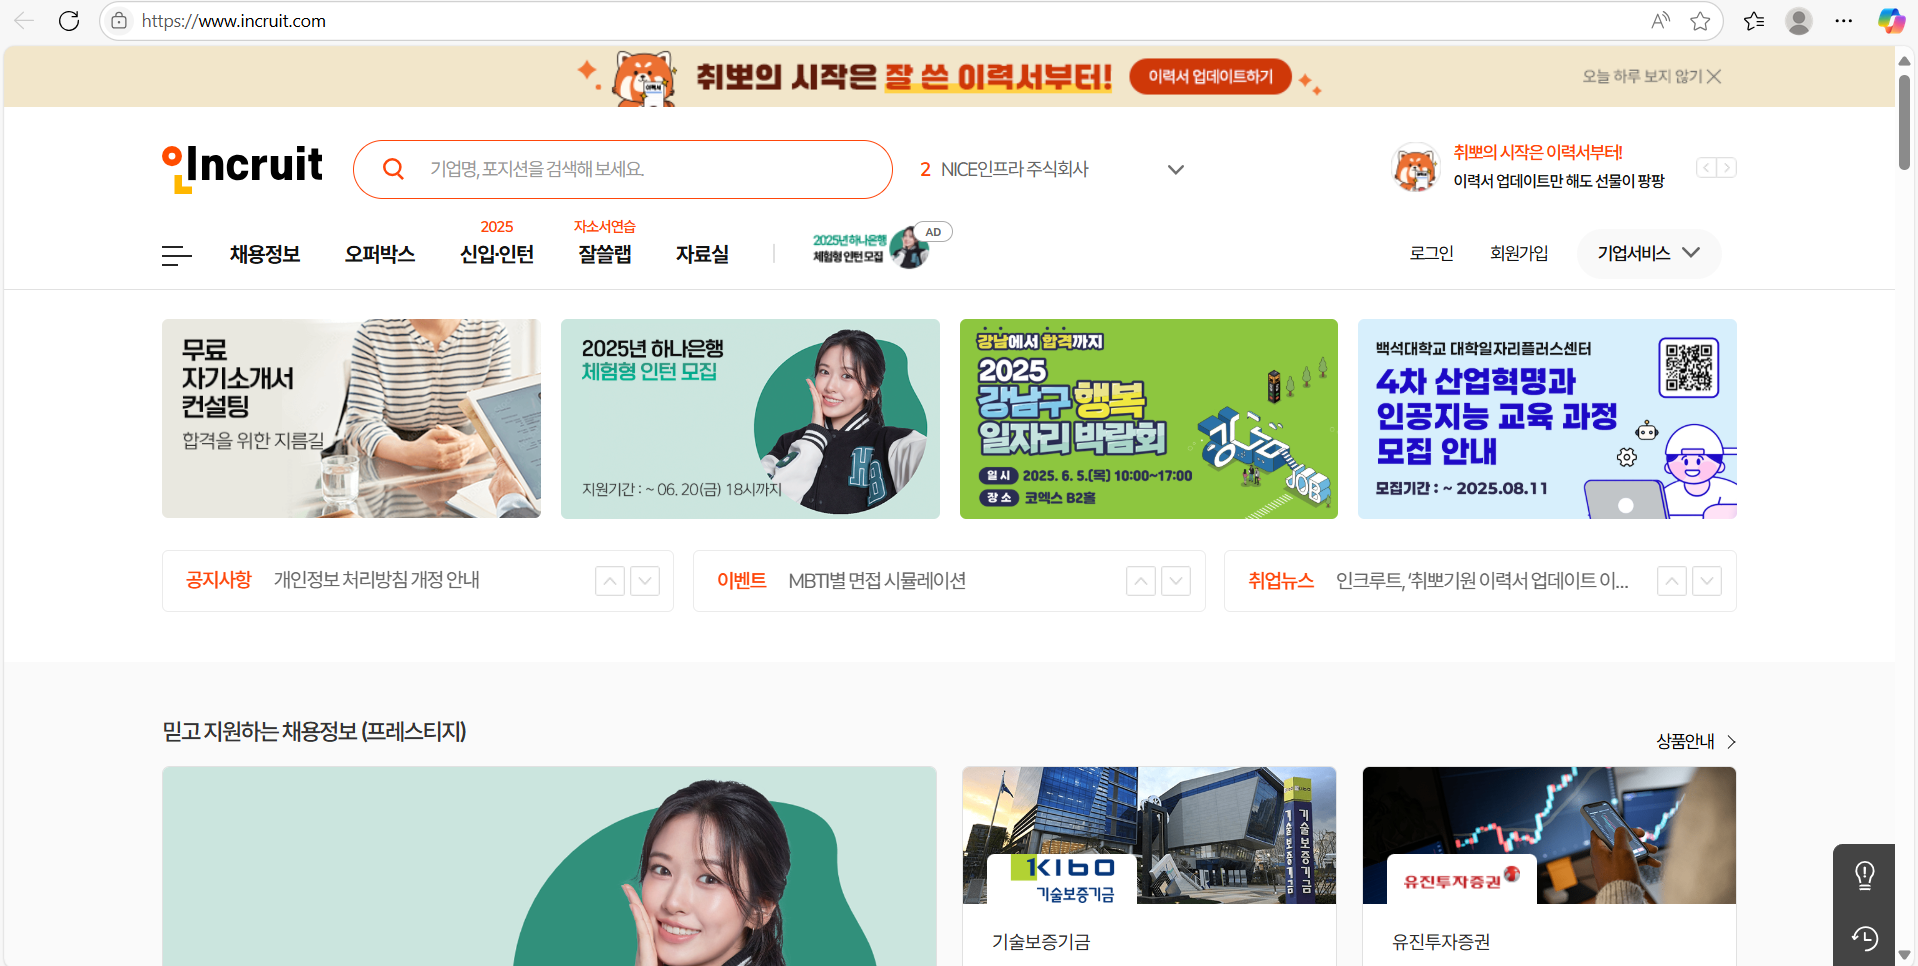 https://www.incruit.com
취뽀의 시작은 잘 쓴 이력서부터!
이력서 업데이트하기
오늘 하루 보지 않기
Incruit
기업명, 포지션을 검색해 보세요.
2 NICE인프라 주식회사
취뽀의 시작은 이력서부터!
이력서 업데이트만 해도 선물이 팡팡
채용정보
오퍼박스
2025
신입·인턴
자소서연습
잘쓸랩
자료실
2025년 하나은행
체험형 인턴 모집
AD
로그인
회원가입
기업서비스
무료
자기소개서
컨설팅
합격을 위한 지름길
2025년 하나은행
체험형 인턴 모집
지원기간 : ~ 06. 20(금) 18시까지
HB
강남에서 합격까지
2025
강남구 행복
일자리 박람회
일시 2025. 6. 5.(목) 10:00~17:00
장소 코엑스 B2홀
강남
JOB
백석대학교 대학일자리플러스센터
4차 산업혁명과
인공지능 교육 과정
모집 안내
모집기간 : ~ 2025.08.11
공지사항 개인정보 처리방침 개정 안내
이벤트 MBTI별 면접 시뮬레이션
취업뉴스 인크루트, '취뽀기원 이력서 업데이트 이...
믿고 지원하는 채용정보 (프레스티지)
상품안내
기술보증기금
KIBO
기술보증기금
기술보증기금
유진투자증권
유진투자증권